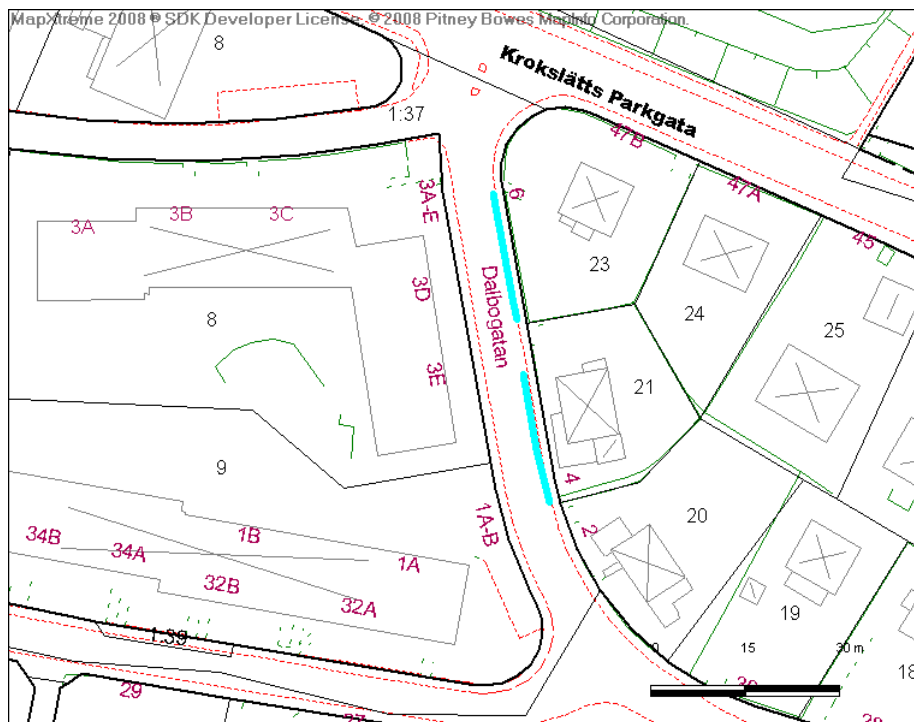 MapXtreme 2008 ® SDK Developer License. © 2008 Pitney Bowes MapInfo Corporation.
8
Krokslätts Parkgata
1:37
47B
47A
45
6
3A-E
3A
3B
3C
23
24
25
3D
Dalbogatan
8
3E
21
9
4
20
1A-B
2
34B
34A
1B
1A
32B
32A
19
18
1:39
0
15
30 m
29